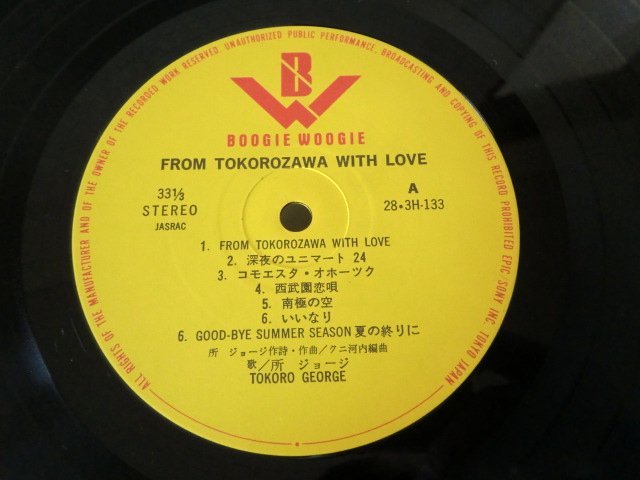 ALL RIGHTS OF THE MANUFACTURER AND OF THE OWNER OF THE RECORDED WORK RESERVED. UNAUTHORIZED PUBLIC PERFORMANCE, BROADCASTING AND COPYING OF THIS RECORD PROHIBITED EPIC/SONY INC. TOKYO JAPAN
BW
BOOGIE WOOGIE
FROM TOKOROZAWA WITH LOVE
33⅓
STEREO
JASRAC
A
28・3H-133
1. FROM TOKOROZAWA WITH LOVE
2. 深夜のユニマート 24
3. コモエスタ・オホーツク
4. 西武園恋唄
5. 南極の空
6. いいなり
6. GOOD-BYE SUMMER SEASON 夏の終りに
所 ジョージ作詩・作曲/クニ河内編曲
歌/所 ジョージ
TOKORO GEORGE